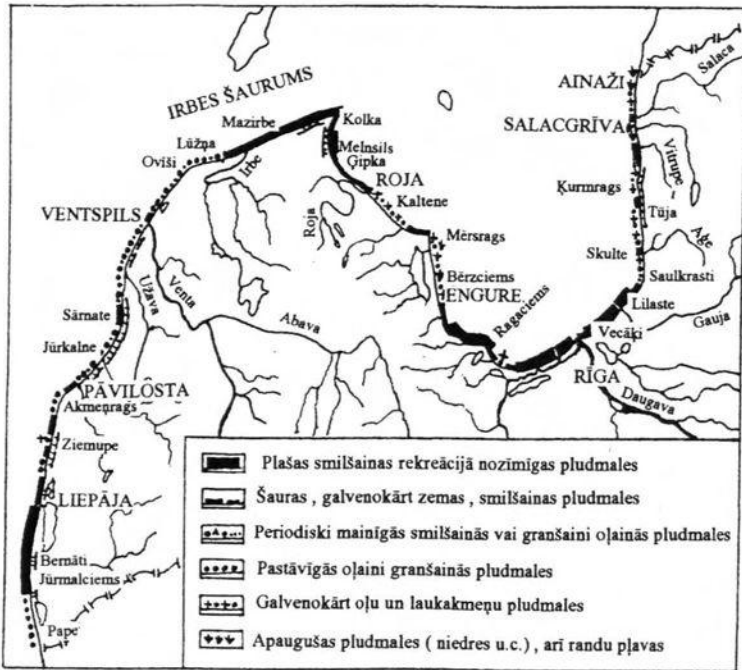 IRBES ŠAURUMS
AINAŽI
Salaca
SALACGRĪVA
Mazirbe
Kolka
Lūžņa
Melnsils
Ģipka
Ovīši
Irbe
Vitrupe
ROJA
Ķurmrags
Kaltene
VENTSPILS
Roja
Tūja
Mērsrags
Aģe
Skulte
Užava
Venta
Bērzciems
Saulkrasti
ENGURE
Ragaciems
Lilaste
Sārnate
Abava
Gauja
Vecāķi
Jūrkalne
RĪGA
PĀVILOSTA
Daugava
Akmeņrags
Ziemupe
LIEPĀJA
Bernāti
Jūrmalciems
Pape
Plašas smilšainas rekreācijā nozīmīgas pludmales
Šauras , galvenokārt zemas , smilšainas pludmales
Periodiski mainīgās smilšainās vai granšaini oļainās pludmales
Pastāvīgās oļaini granšainās pludmales
Galvenokārt oļu un laukakmeņu pludmales
Apaugušas pludmales ( niedres u.c.) , arī randu pļavas